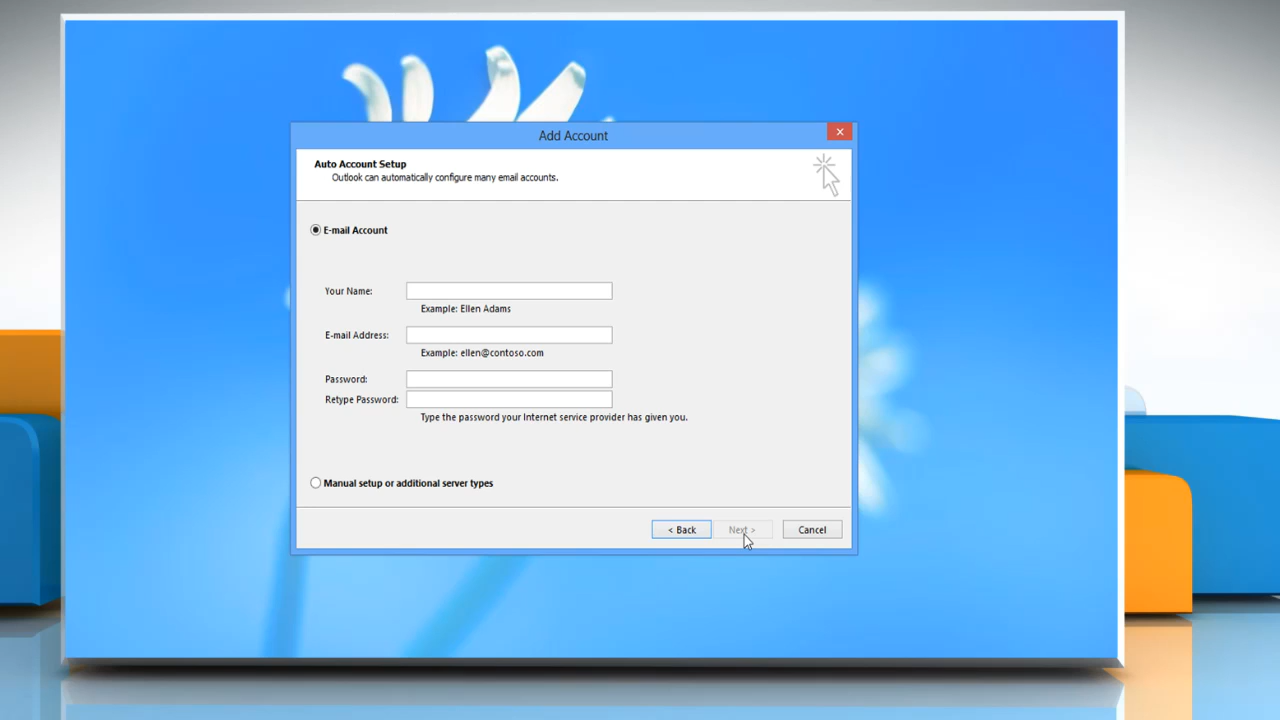 Add Account
Auto Account Setup
Outlook can automatically configure many email accounts.
E-mail Account
Your Name:
Example: Ellen Adams
E-mail Address:
Example: ellen@contoso.com
Password:
Retype Password:
Type the password your Internet service provider has given you.
Manual setup or additional server types
< Back Next > Cancel